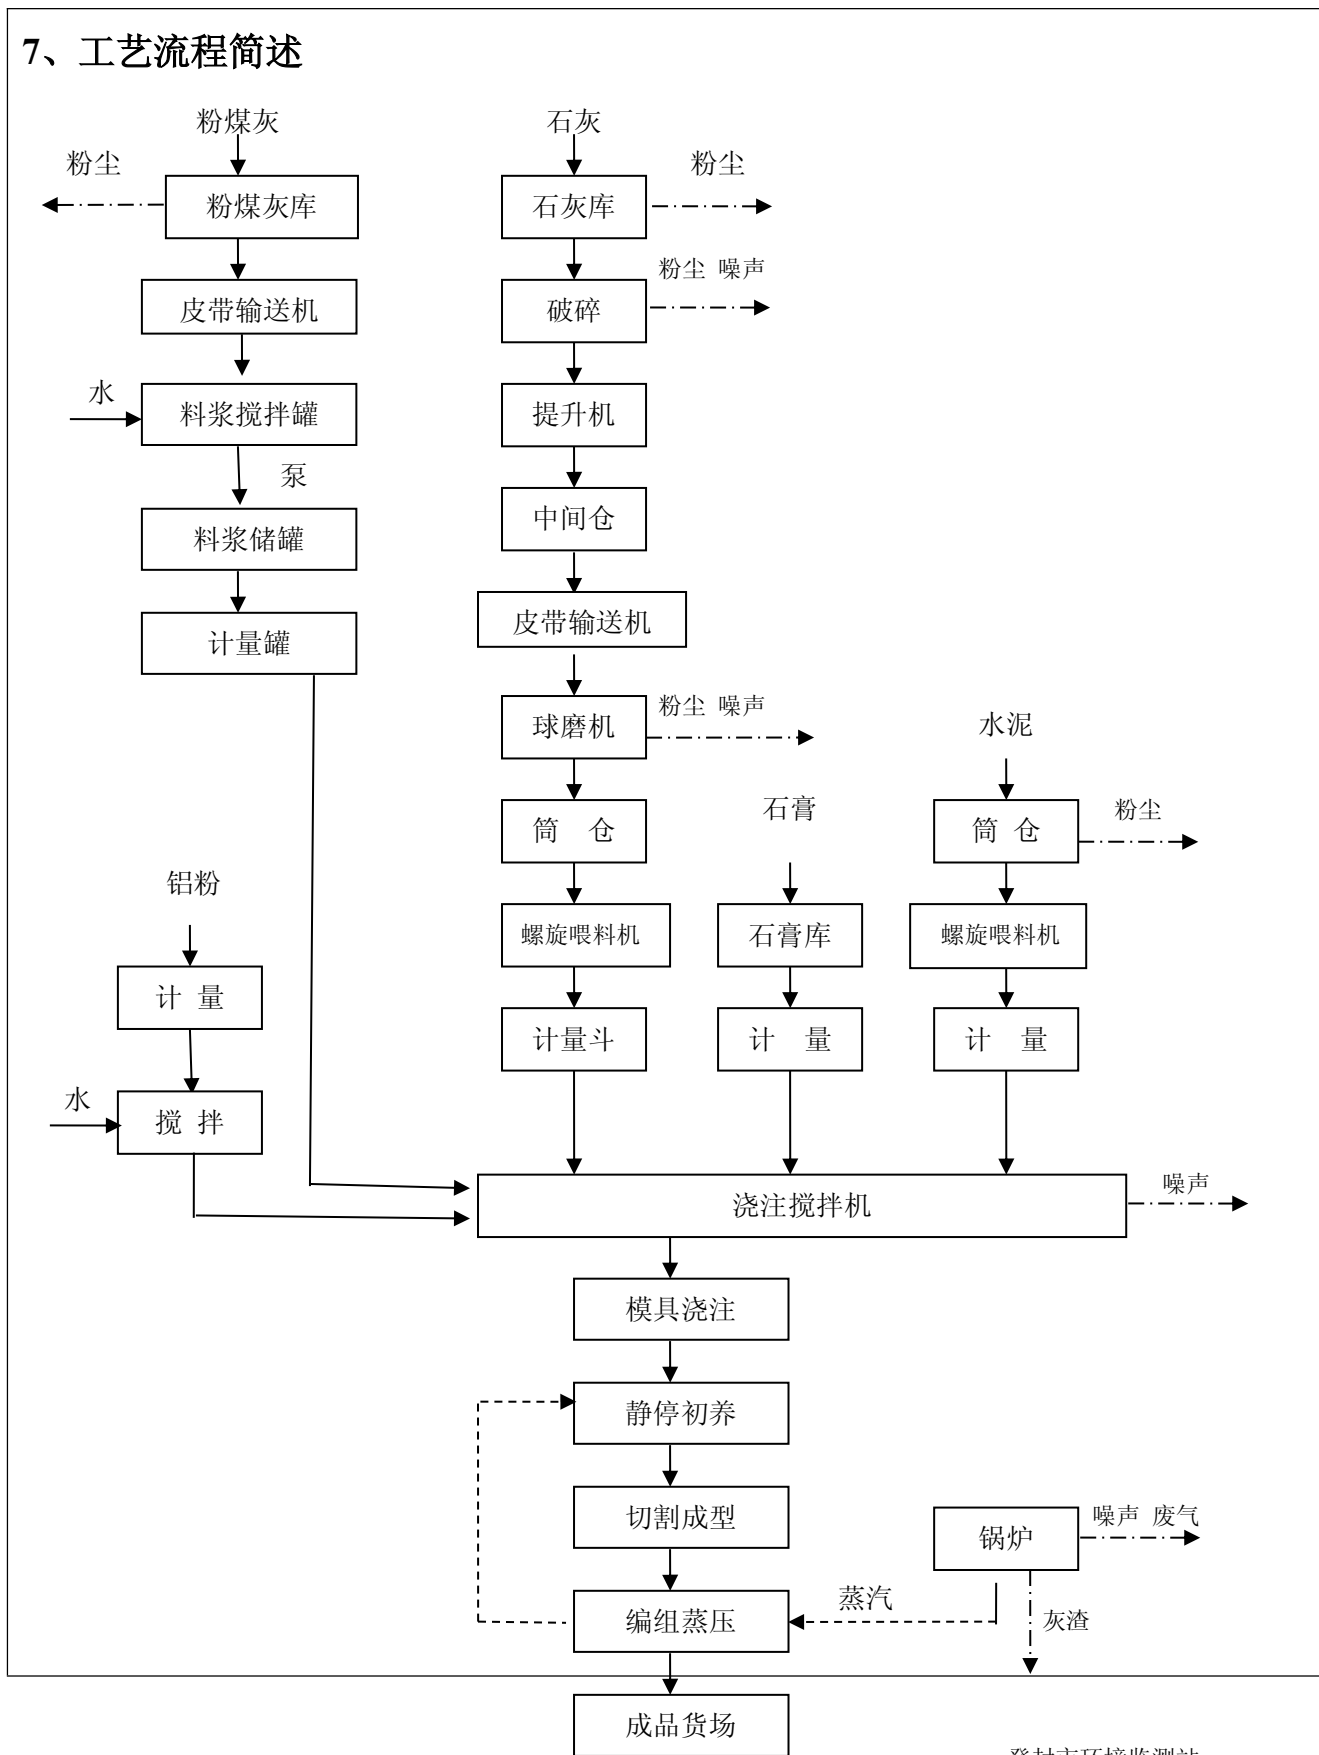 7、工艺流程简述
粉煤灰
石灰
粉尘
粉尘
粉煤灰库
石灰库
粉尘 噪声
皮带输送机
破碎
水
料浆搅拌罐
提升机
泵
中间仓
料浆储罐
皮带输送机
计量罐
粉尘 噪声
球磨机
水泥
石膏
粉尘
筒 仓
筒 仓
铝粉
螺旋喂料机
石膏库
螺旋喂料机
计 量
计量斗
计 量
计 量
水
搅 拌
噪声
浇注搅拌机
模具浇注
静停初养
切割成型
噪声 废气
锅炉
蒸汽
编组蒸压
灰渣
成品货场